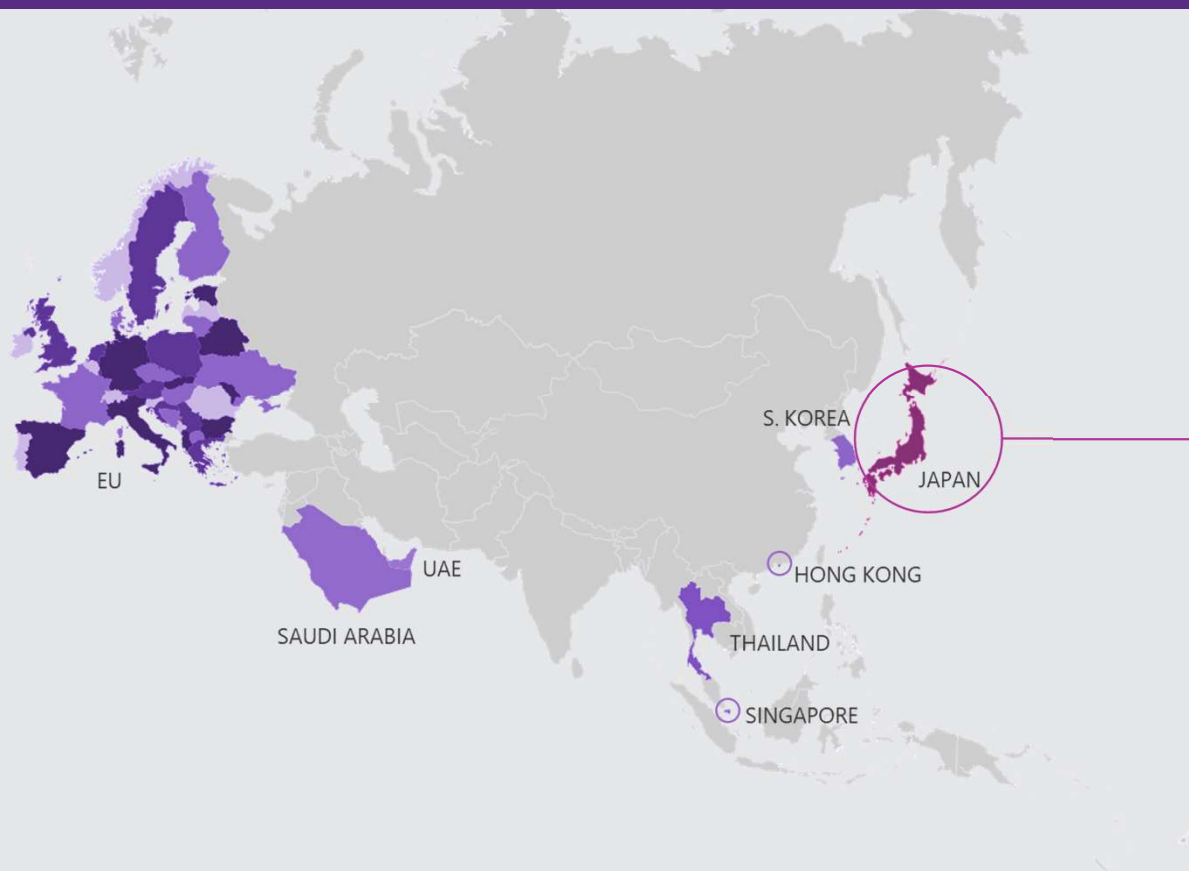 S. KOREA
JAPAN
EU
UAE
HONG KONG
SAUDI ARABIA
THAILAND
SINGAPORE